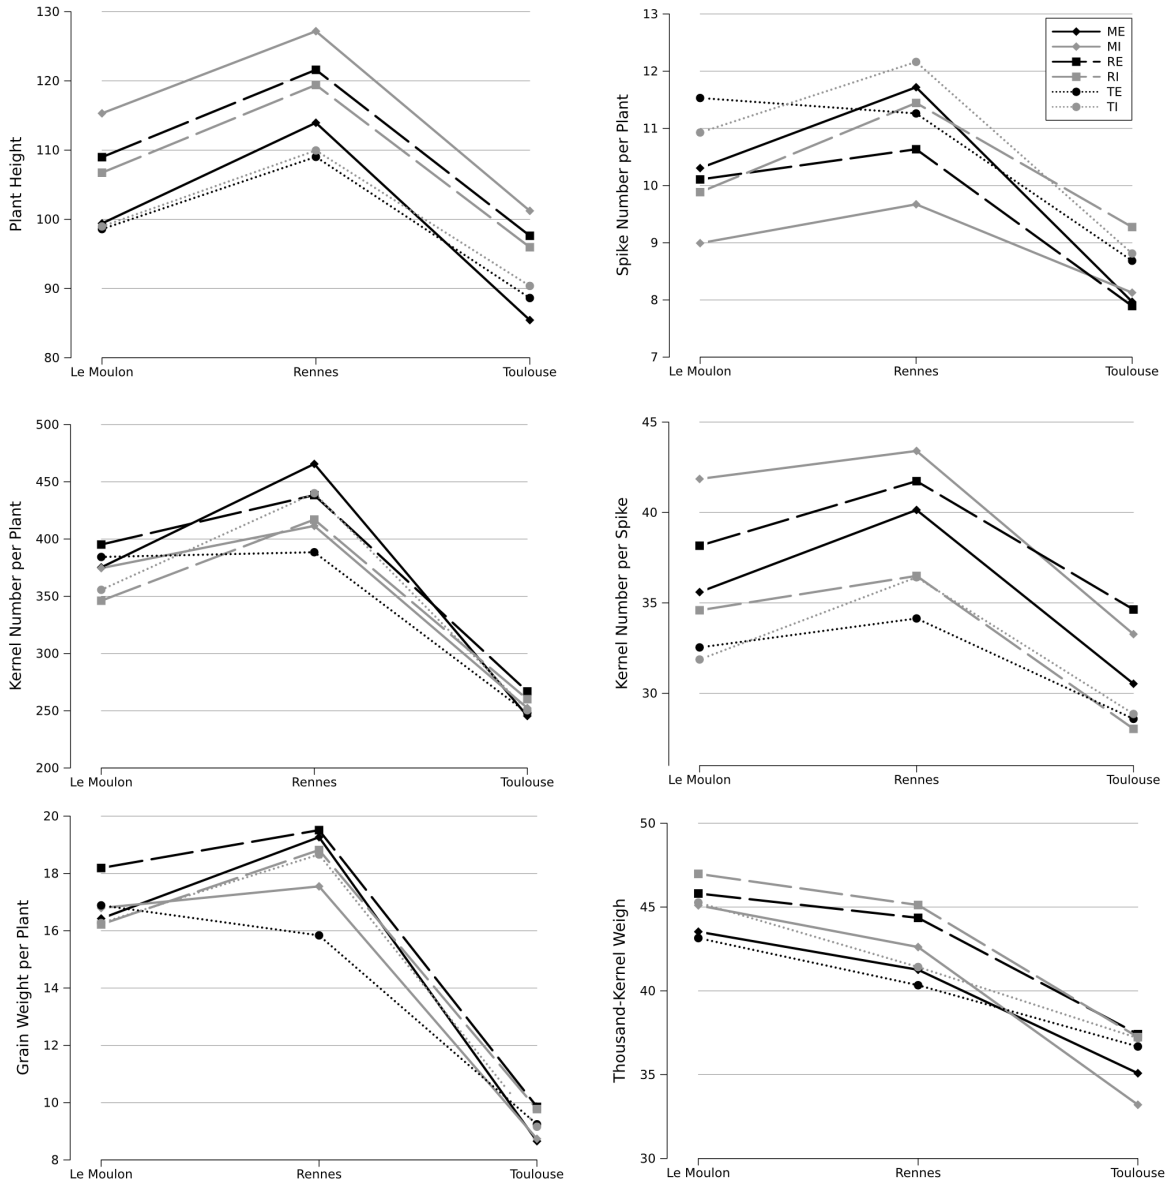 Plant Height
130
120
110
100
90
80
Le Moulon Rennes Toulouse
Spike Number per Plant
13
12
11
10
9
8
7
Le Moulon Rennes Toulouse
ME
MI
RE
RI
TE
TI
Kernel Number per Plant
500
450
400
350
300
250
200
Le Moulon Rennes Toulouse
Kernel Number per Spike
45
40
35
30
Le Moulon Rennes Toulouse
Grain Weight per Plant
20
18
16
14
12
10
8
Le Moulon Rennes Toulouse
Thousand-Kernel Weigh
50
45
40
35
30
Le Moulon Rennes Toulouse